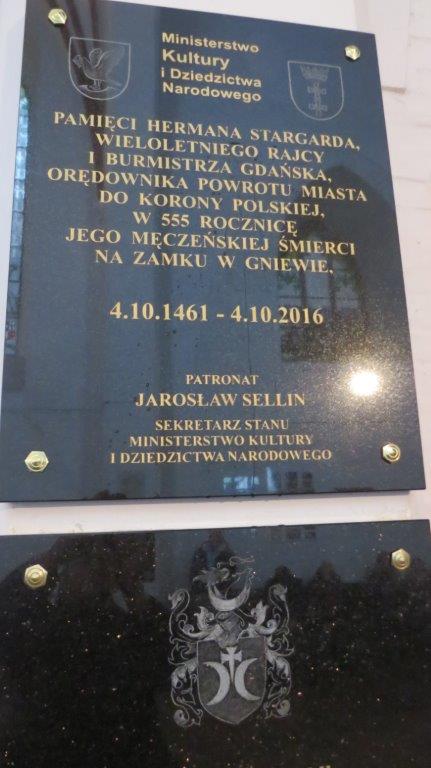 Ministerstwo
Kultury
i Dziedzictwa
Narodowego
PAMIĘCI HERMANA STARGARDA,
WIELOLETNIEGO RAJCY
I BURMISTRZA GDAŃSKA,
ORĘDOWNIKA POWROTU MIASTA
DO KORONY POLSKIEJ,
W 555 ROCZNICĘ
JEGO MĘCZEŃSKIEJ ŚMIERCI
NA ZAMKU W GNIEWIE,
4.10.1461 - 4.10.2016
PATRONAT
JAROSŁAW SELLIN
SEKRETARZ STANU
MINISTERSTWO KULTURY
I DZIEDZICTWA NARODOWEGO